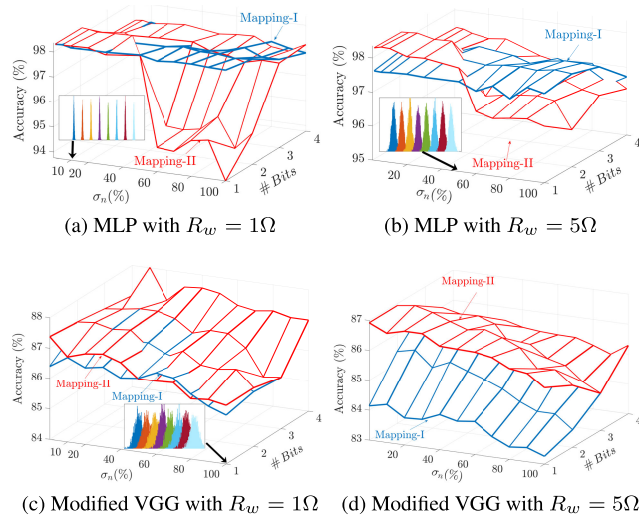 Mapping-I
Accuracy (%)
98
97
96
95
94
Mapping-II
10 20 40 60 80 100
σn(%)
1 2 3 4
# Bits
(a) MLP with Rw = 1Ω
Mapping-I
Accuracy (%)
98
97
96
95
Mapping-II
10 20 40 60 80 100
σn(%)
1 2 3 4
# Bits
(b) MLP with Rw = 5Ω
Accuracy (%)
88
87
86
85
84
Mapping-II
Mapping-I
10 20 40 60 80 100
σn(%)
1 2 3 4
# Bits
(c) Modified VGG with Rw = 1Ω
Mapping-II
Accuracy (%)
87
86
85
84
83
Mapping-I
10 20 40 60 80 100
σn(%)
1 2 3 4
# Bits
(d) Modified VGG with Rw = 5Ω